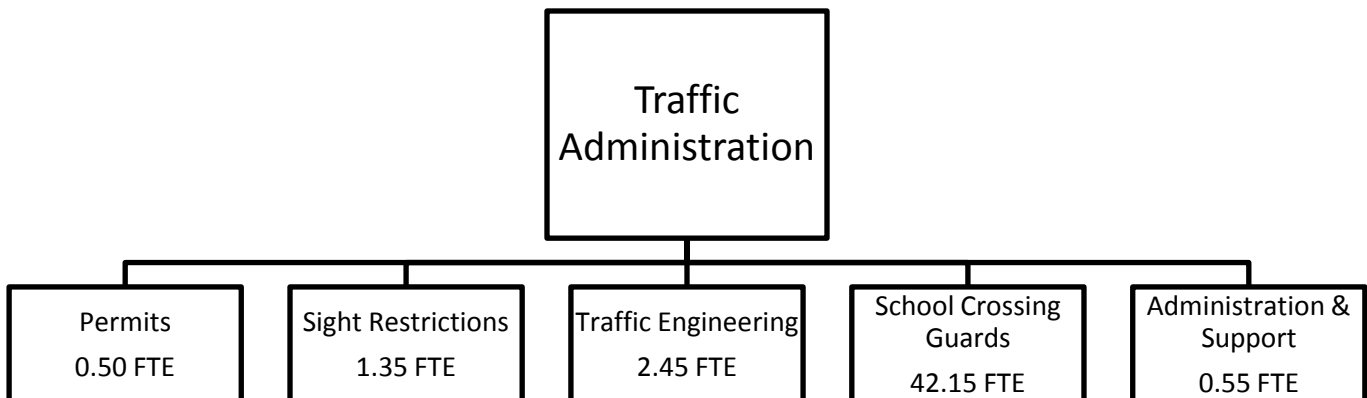 Traffic
Administration
Permits
0.50 FTE
Sight Restrictions
1.35 FTE
Traffic Engineering
2.45 FTE
School Crossing
Guards
42.15 FTE
Administration &
Support
0.55 FTE